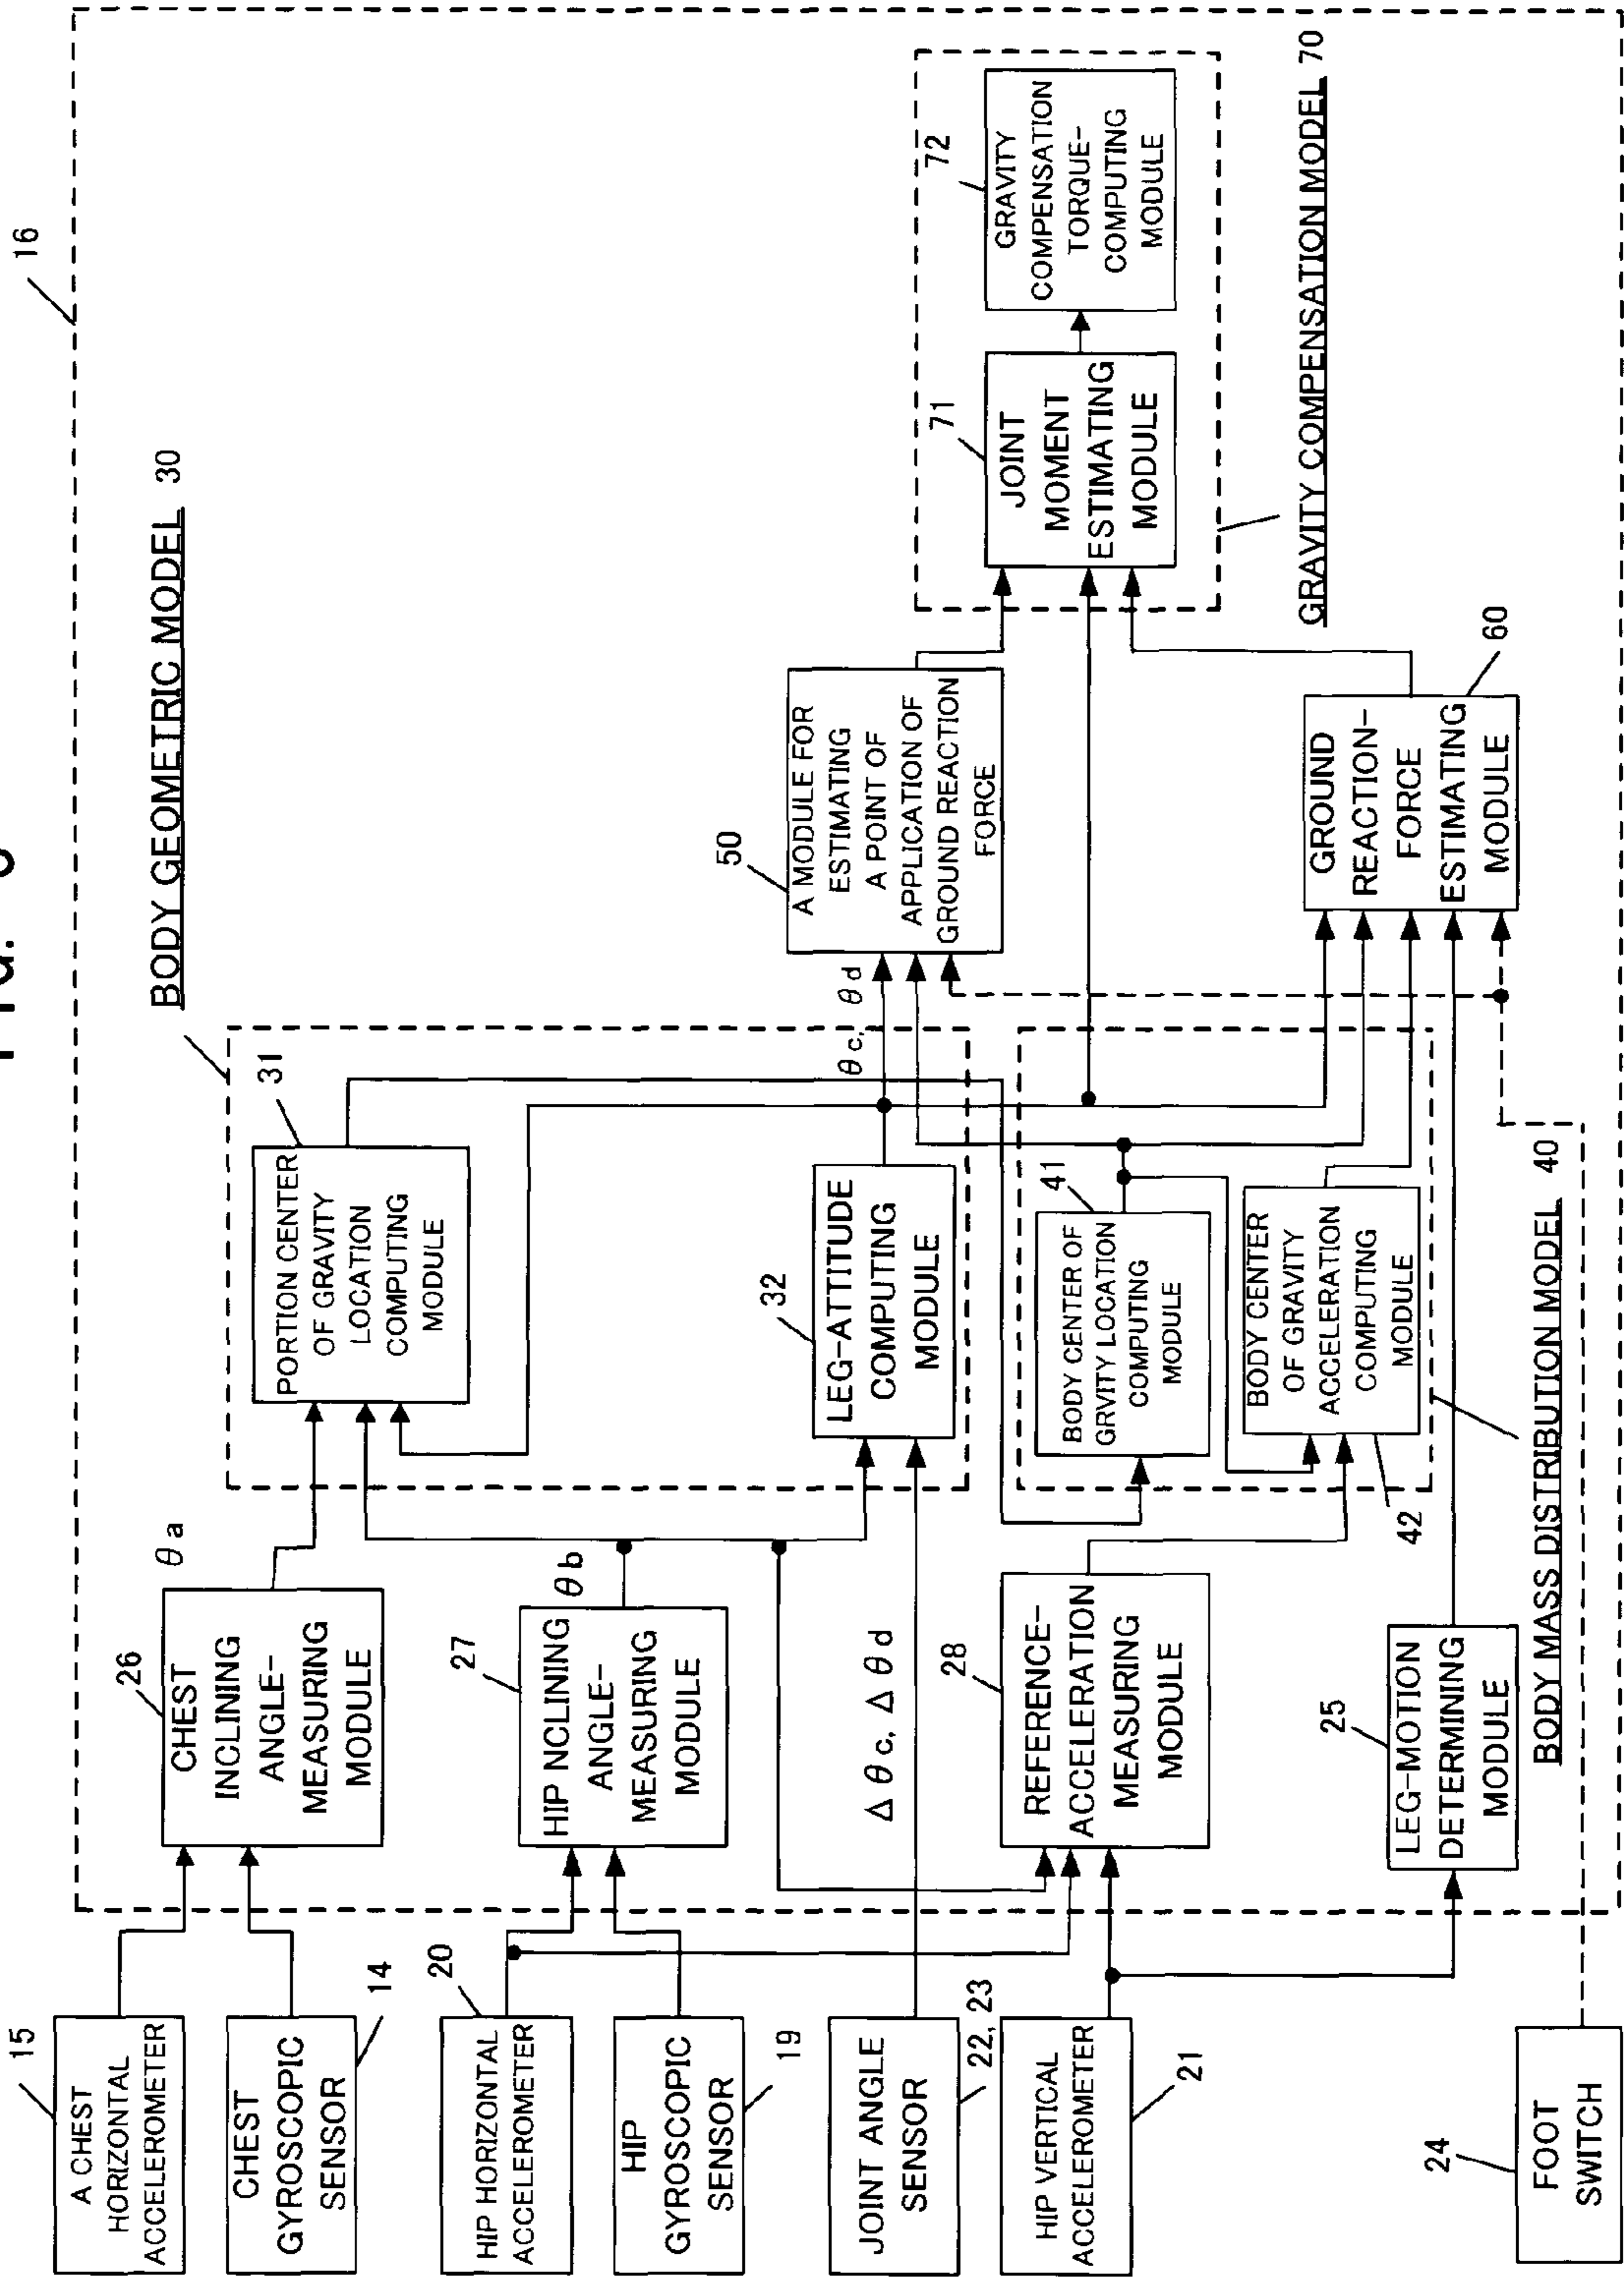 16
BODY GEOMETRIC MODEL 30
15
A CHEST
HORIZONTAL
ACCELEROMETER
CHEST
GYROSCOPIC
SENSOR
14
20
HIP HORIZONTAL
ACCELEROMETER
HIP
GYROSCOPIC
SENSOR
19
JOINT ANGLE
SENSOR
22, 23
HIP VERTICAL
ACCELEROMETER
21
24
FOOT
SWITCH
26
CHEST
INCLINING
ANGLE-
MEASURING
MODULE
θa
27
HIP NCLINING
ANGLE-
MEASURING
MODULE
θb
Δθc, Δθd
28
REFERENCE-
ACCELERATION
MEASURING
MODULE
25
LEG-MOTION
DETERMINING
MODULE
31
PORTION CENTER
OF GRAVITY
LOCATION
COMPUTING
MODULE
32
LEG-ATTITUDE
COMPUTING
MODULE
θc, θd
41
BODY CENTER OF
GRVITY LOCATION
COMPUTING
MODULE
BODY CENTER
OF GRAVITY
ACCELERATION
COMPUTING
MODULE
42
BODY MASS DISTRIBUTION MODEL 40
50
A MODULE FOR
ESTIMATING
A POINT OF
APPLICATION OF
GROUND REACTION
FORCE
GROUND
REACTION-
FORCE
ESTIMATING
MODULE
60
71
JOINT
MOMENT
ESTIMATING
MODULE
72
GRAVITY
COMPENSATION
TORQUE-
COMPUTING
MODULE
GRAVITY COMPENSATION MODEL 70